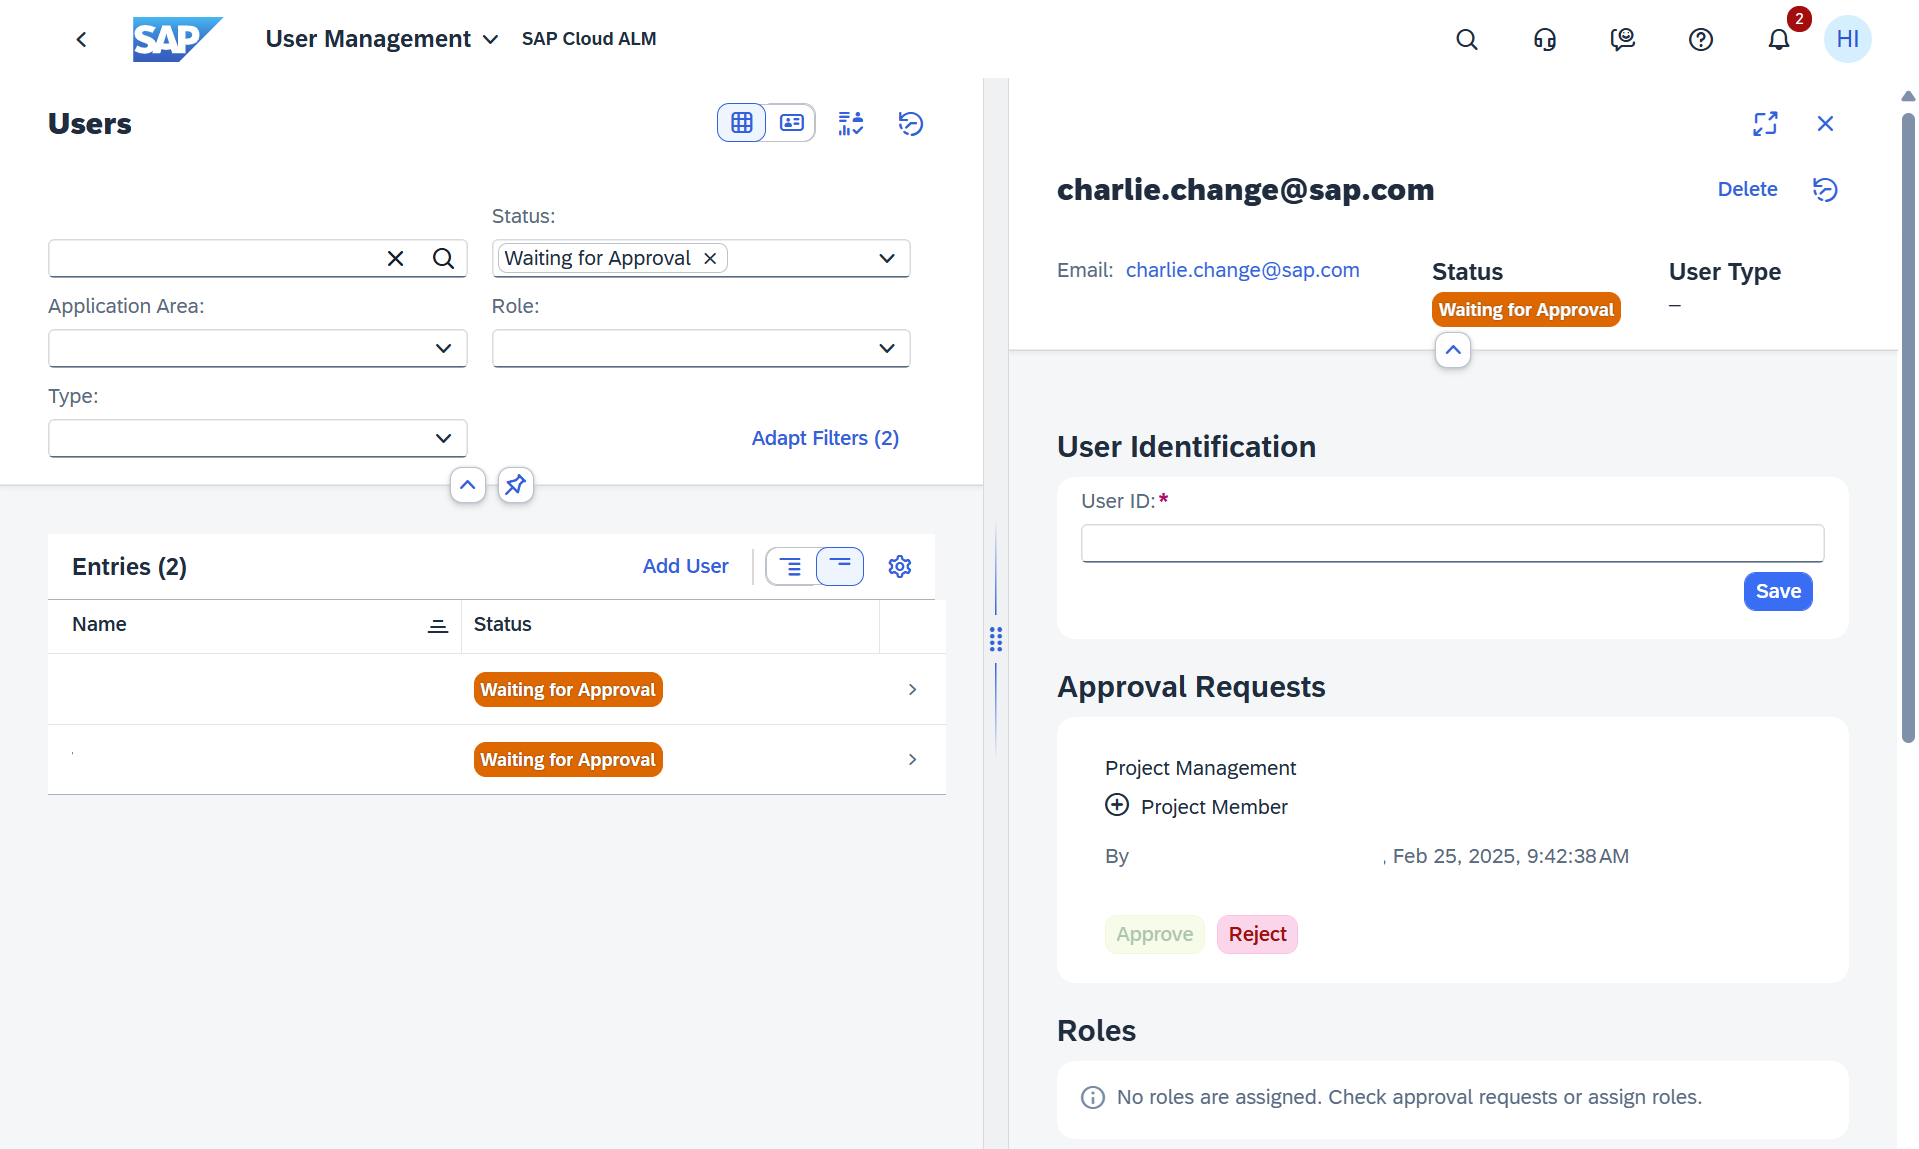 SAP User Management SAP Cloud ALM 2 HI
Users
Status:
Waiting for Approval
Application Area:
Role:
Type:
Adapt Filters (2)
Entries (2) Add User
Name Status
Waiting for Approval
Waiting for Approval
charlie.change@sap.com Delete
Email: charlie.change@sap.com Status User Type
Waiting for Approval –
User Identification
User ID:*
Save
Approval Requests
Project Management
Project Member
By , Feb 25, 2025, 9:42:38 AM
Approve Reject
Roles
No roles are assigned. Check approval requests or assign roles.